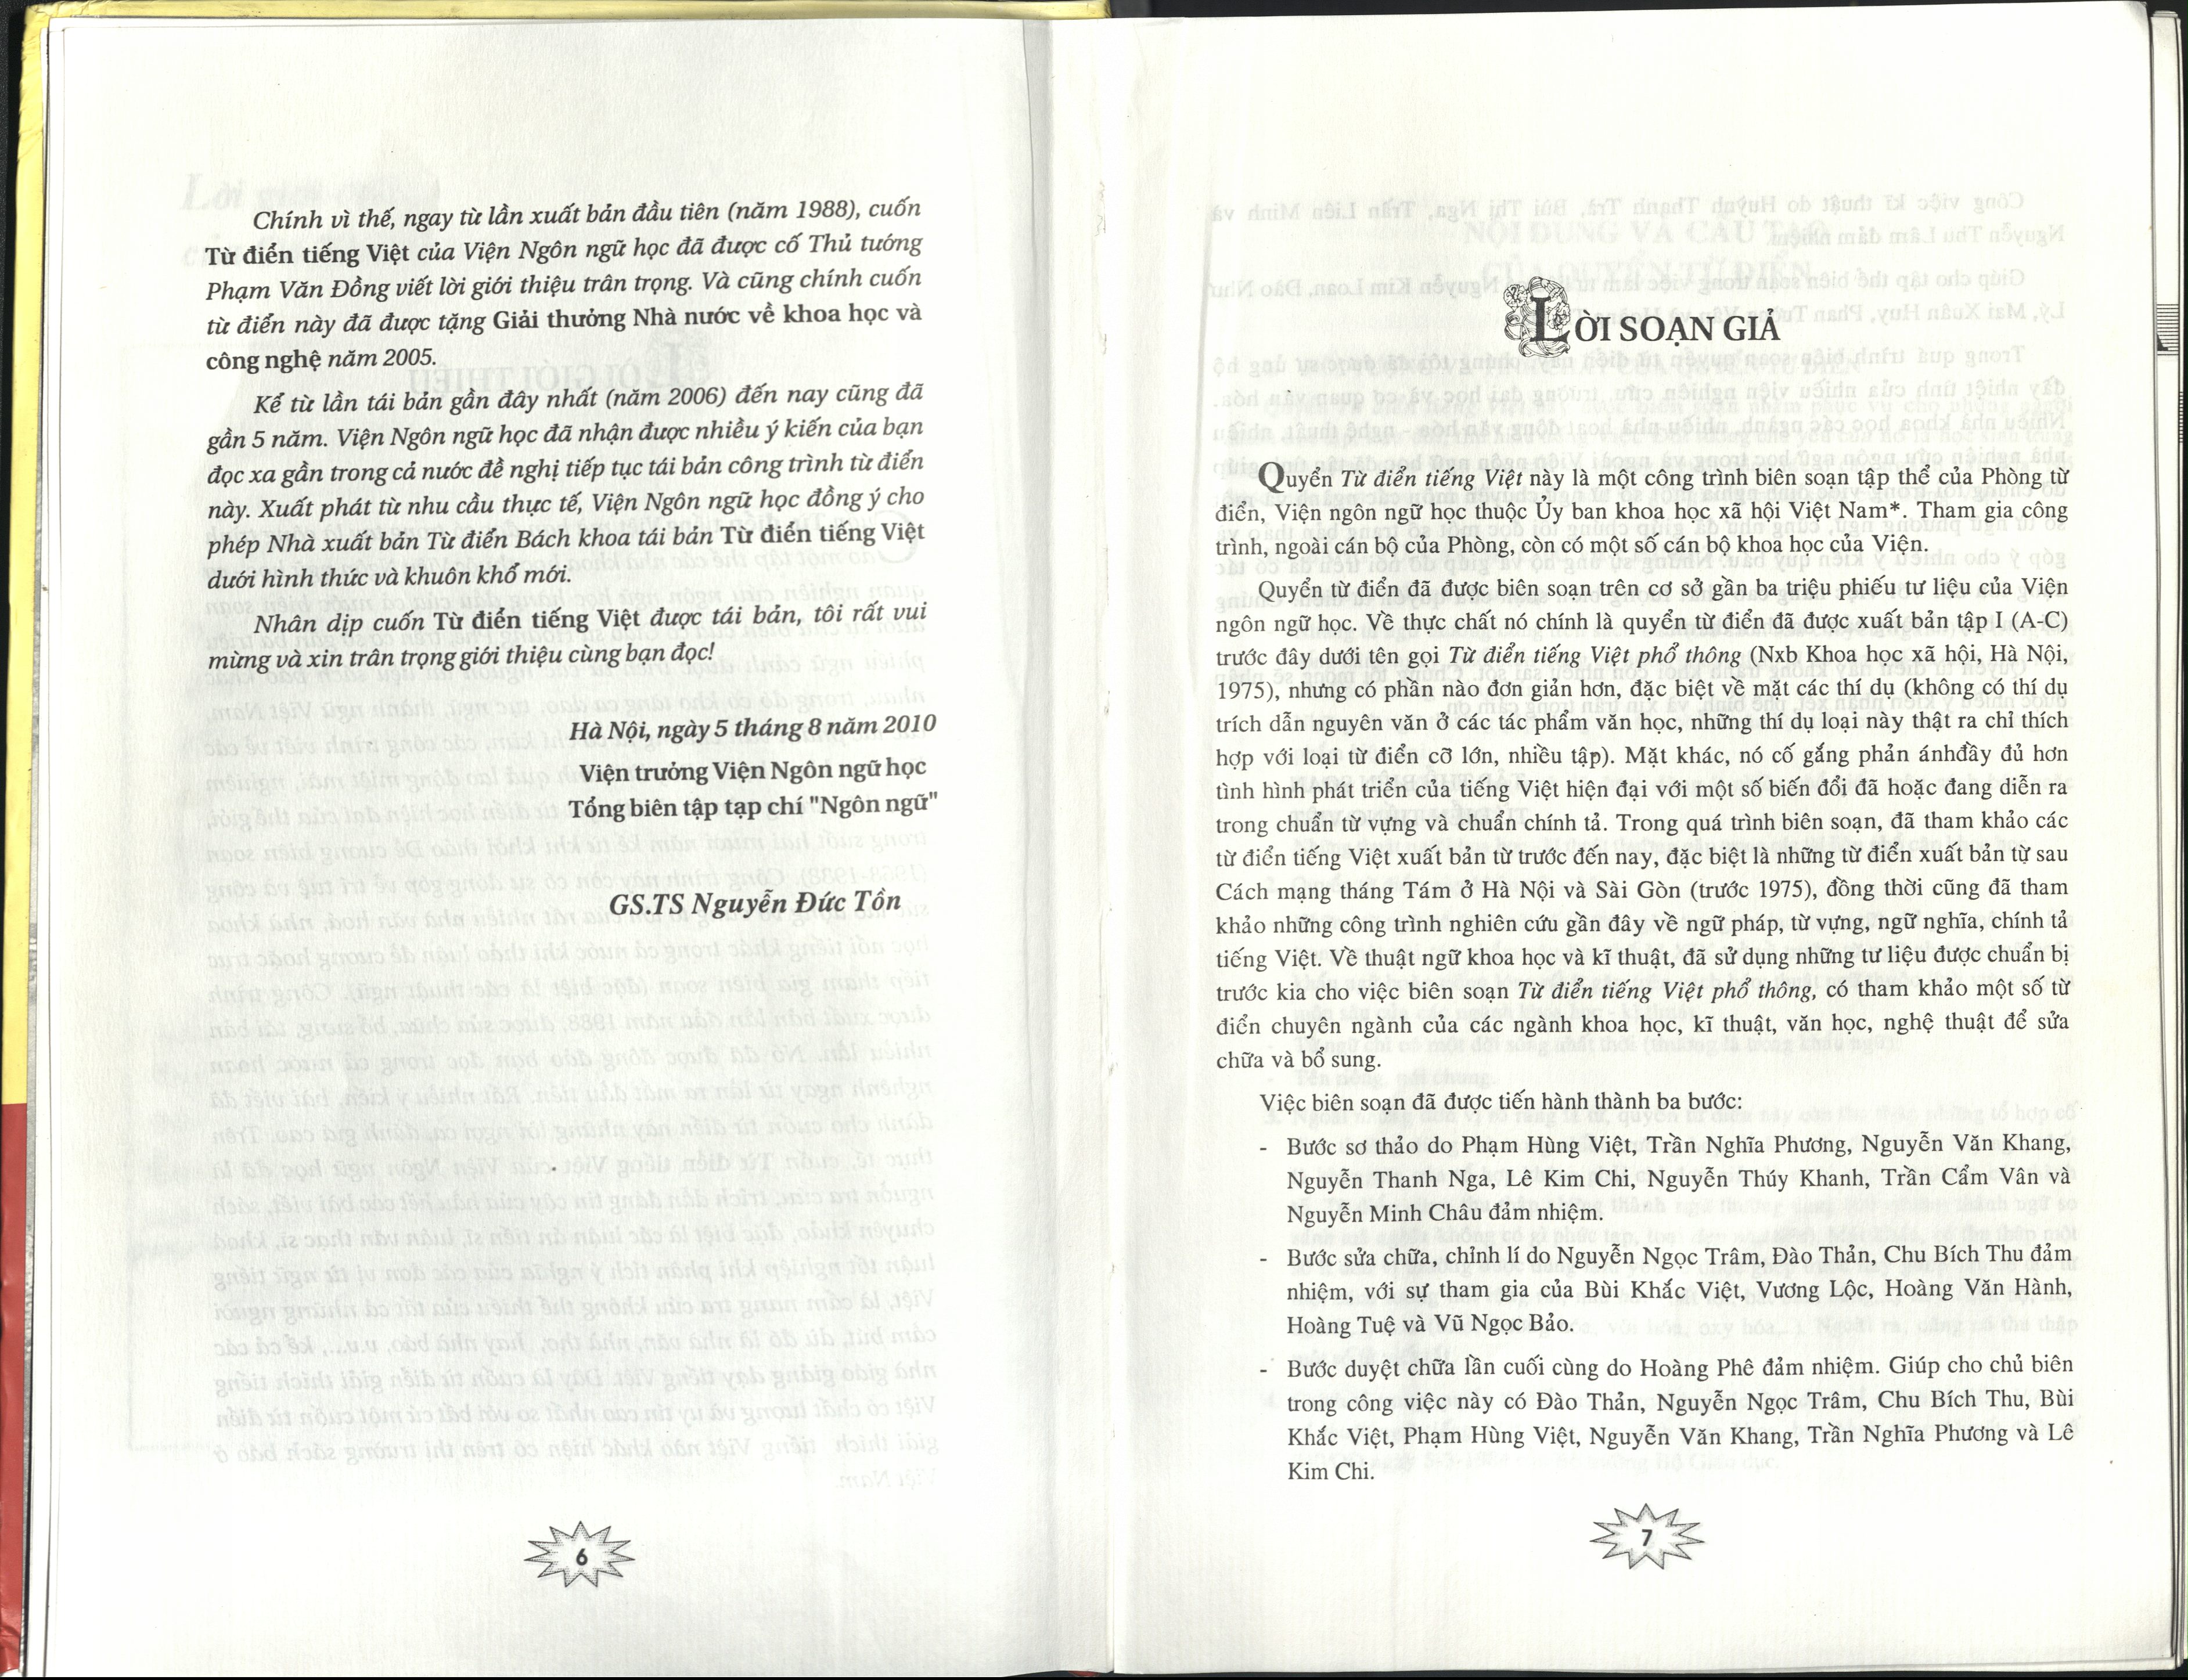 Chính vì thế, ngay từ lần xuất bản đầu tiên (năm 1988), cuốn
Từ điển tiếng Việt của Viện Ngôn ngữ học đã được cố Thủ tướng
Phạm Văn Đồng viết lời giới thiệu trân trọng. Và cũng chính cuốn
từ điển này đã được tặng Giải thưởng Nhà nước về khoa học và
công nghệ năm 2005.
Kể từ lần tái bản gần đây nhất (năm 2006) đến nay cũng đã
gần 5 năm. Viện Ngôn ngữ học đã nhận được nhiều ý kiến của bạn
đọc xa gần trong cả nước đề nghị tiếp tục tái bản công trình từ điển
này. Xuất phát từ nhu cầu thực tế, Viện Ngôn ngữ học đồng ý cho
phép Nhà xuất bản Từ điển Bách khoa tái bản Từ điển tiếng Việt
dưới hình thức và khuôn khổ mới.
Nhân dịp cuốn Từ điển tiếng Việt được tái bản, tôi rất vui
mừng và xin trân trọng giới thiệu cùng bạn đọc!
Hà Nội, ngày 5 tháng 8 năm 2010
Viện trưởng Viện Ngôn ngữ học
Tổng biên tập tạp chí "Ngôn ngữ"
GS.TS Nguyễn Đức Tồn
6
LỜI SOẠN GIẢ
Quyển Từ điển tiếng Việt này là một công trình biên soạn tập thể của Phòng từ
điển, Viện ngôn ngữ học thuộc Ủy ban khoa học xã hội Việt Nam*. Tham gia công
trình, ngoài cán bộ của Phòng, còn có một số cán bộ khoa học của Viện.
Quyển từ điển đã được biên soạn trên cơ sở gần ba triệu phiếu tư liệu của Viện
ngôn ngữ học. Về thực chất nó chính là quyển từ điển đã được xuất bản tập I (A-C)
trước đây dưới tên gọi Từ điển tiếng Việt phổ thông (Nxb Khoa học xã hội, Hà Nội,
1975), nhưng có phần nào đơn giản hơn, đặc biệt về mặt các thí dụ (không có thí dụ
trích dẫn nguyên văn ở các tác phẩm văn học, những thí dụ loại này thật ra chỉ thích
hợp với loại từ điển cỡ lớn, nhiều tập). Mặt khác, nó cố gắng phản ánhđầy đủ hơn
tình hình phát triển của tiếng Việt hiện đại với một số biến đổi đã hoặc đang diễn ra
trong chuẩn từ vựng và chuẩn chính tả. Trong quá trình biên soạn, đã tham khảo các
từ điển tiếng Việt xuất bản từ trước đến nay, đặc biệt là những từ điển xuất bản tự sau
Cách mạng tháng Tám ở Hà Nội và Sài Gòn (trước 1975), đồng thời cũng đã tham
khảo những công trình nghiên cứu gần đây về ngữ pháp, từ vựng, ngữ nghĩa, chính tả
tiếng Việt. Về thuật ngữ khoa học và kĩ thuật, đã sử dụng những tư liệu được chuẩn bị
trước kia cho việc biên soạn Từ điển tiếng Việt phổ thông, có tham khảo một số từ
điển chuyên ngành của các ngành khoa học, kĩ thuật, văn học, nghệ thuật để sửa
chữa và bổ sung.
Việc biên soạn đã được tiến hành thành ba bước:
- Bước sơ thảo do Phạm Hùng Việt, Trần Nghĩa Phương, Nguyễn Văn Khang,
Nguyễn Thanh Nga, Lê Kim Chi, Nguyễn Thúy Khanh, Trần Cẩm Vân và
Nguyễn Minh Châu đảm nhiệm.
- Bước sửa chữa, chỉnh lí do Nguyễn Ngọc Trâm, Đào Thản, Chu Bích Thu đảm
nhiệm, với sự tham gia của Bùi Khắc Việt, Vương Lộc, Hoàng Văn Hành,
Hoàng Tuệ và Vũ Ngọc Bảo.
- Bước duyệt chữa lần cuối cùng do Hoàng Phê đảm nhiệm. Giúp cho chủ biên
trong công việc này có Đào Thản, Nguyễn Ngọc Trâm, Chu Bích Thu, Bùi
Khắc Việt, Phạm Hùng Việt, Nguyễn Văn Khang, Trần Nghĩa Phương và Lê
Kim Chi.
7